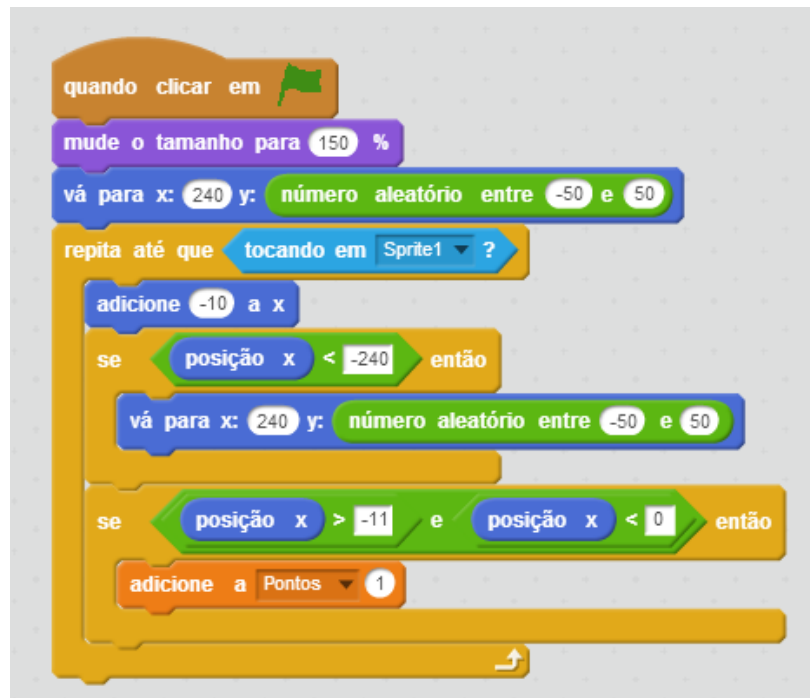 quando clicar em
mude o tamanho para 150 %
vá para x: 240 y: número aleatório entre -50 e 50
repita até que tocando em Sprite1 ?
adicione -10 a x
se posição x < -240 então
vá para x: 240 y: número aleatório entre -50 e 50
se posição x > -11 e posição x < 0 então
adicione a Pontos 1